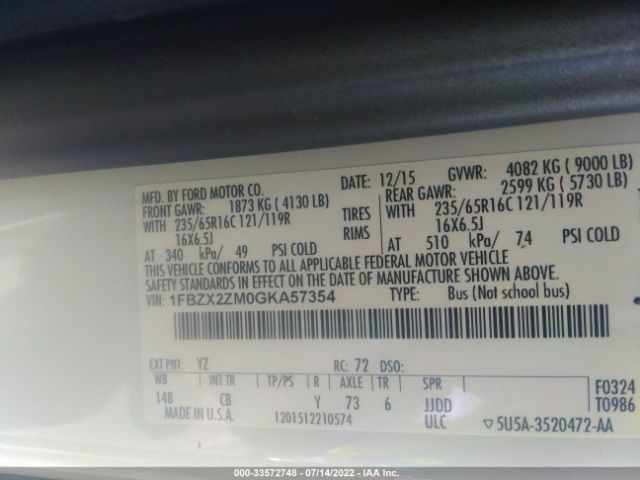 MFD. BY FORD MOTOR CO. DATE: 12/15 GVWR: 4082 KG ( 9000 LB)
FRONT GAWR: 1873 KG ( 4130 LB) REAR GAWR: 2599 KG ( 5730 LB)
WITH 235/65R16C 121/119R TIRES WITH 235/65R16C 121/119R
16X6.5J RIMS 16X6.5J
AT 340 kPa/ 49 PSI COLD AT 510 kPa/ 74 PSI COLD
THIS VEHICLE CONFORMS TO ALL APPLICABLE FEDERAL MOTOR VEHICLE
SAFETY STANDARDS IN EFFECT ON THE DATE OF MANUFACTURE SHOWN ABOVE.
VIN: 1FBZX2ZM0GKA57354 TYPE: Bus (Not school bus)
EXT PNT: YZ RC: 72 DSO:
WB INT TR TP/PS R AXLE TR SPR
148 CB Y 73 6 JJDD
F0324
T0986
MADE IN U.S.A. 1201512210574 ULC ▽5U5A-3520472-AA
000-33572748 - 07/14/2022 - IAA Inc.